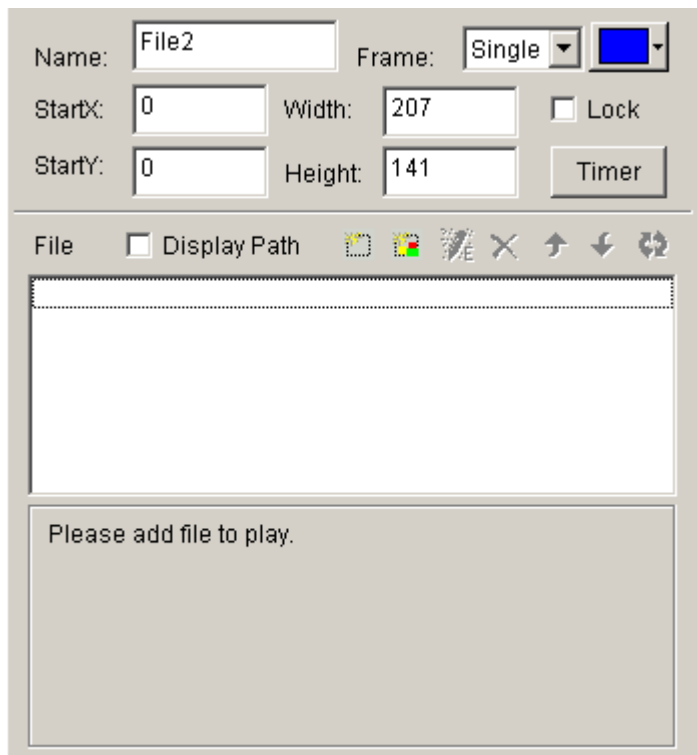 Name: File2 Frame: Single
StartX: 0 Width: 207 Lock
StartY: 0 Height: 141 Timer
File Display Path E
Please add file to play.